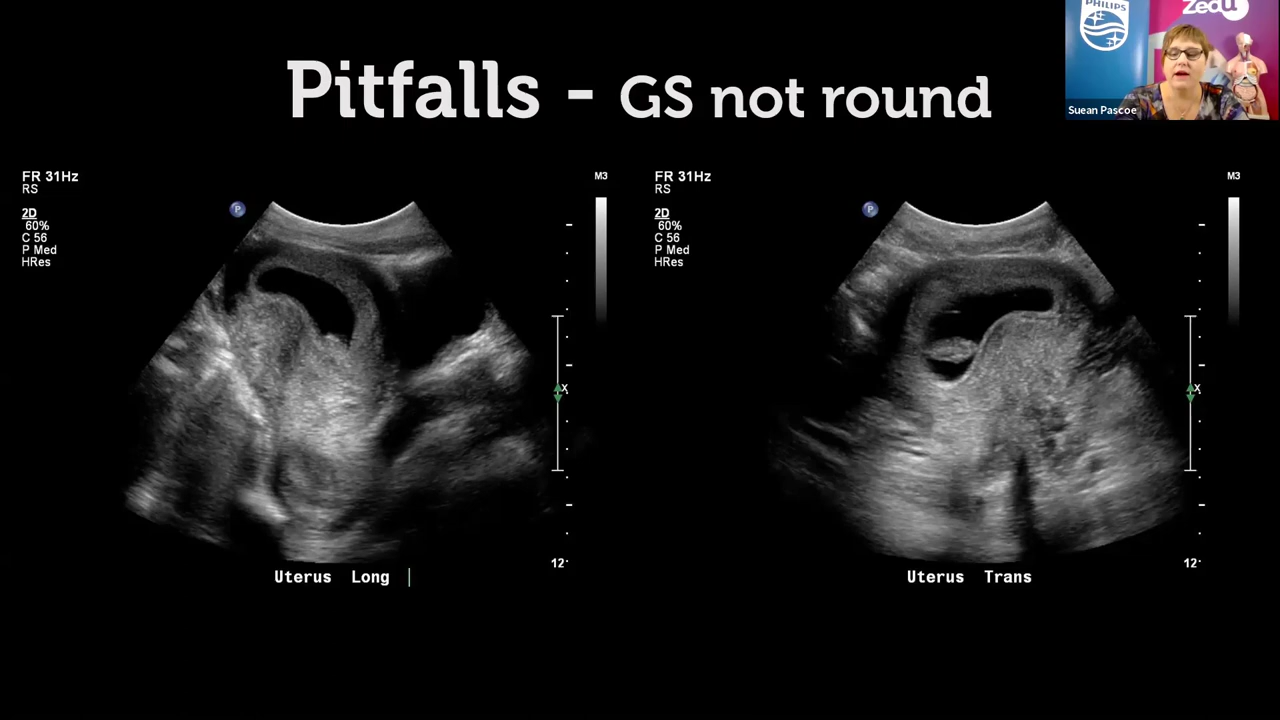 Pitfalls - GS not round
PHILIPS
ZedU
Suean Pascoe
FR 31Hz
RS
2D
60%
C 56
P Med
HRes
P
M3
X
12
Uterus Long
FR 31Hz
RS
2D
60%
C 56
P Med
HRes
P
M3
X
12
Uterus Trans